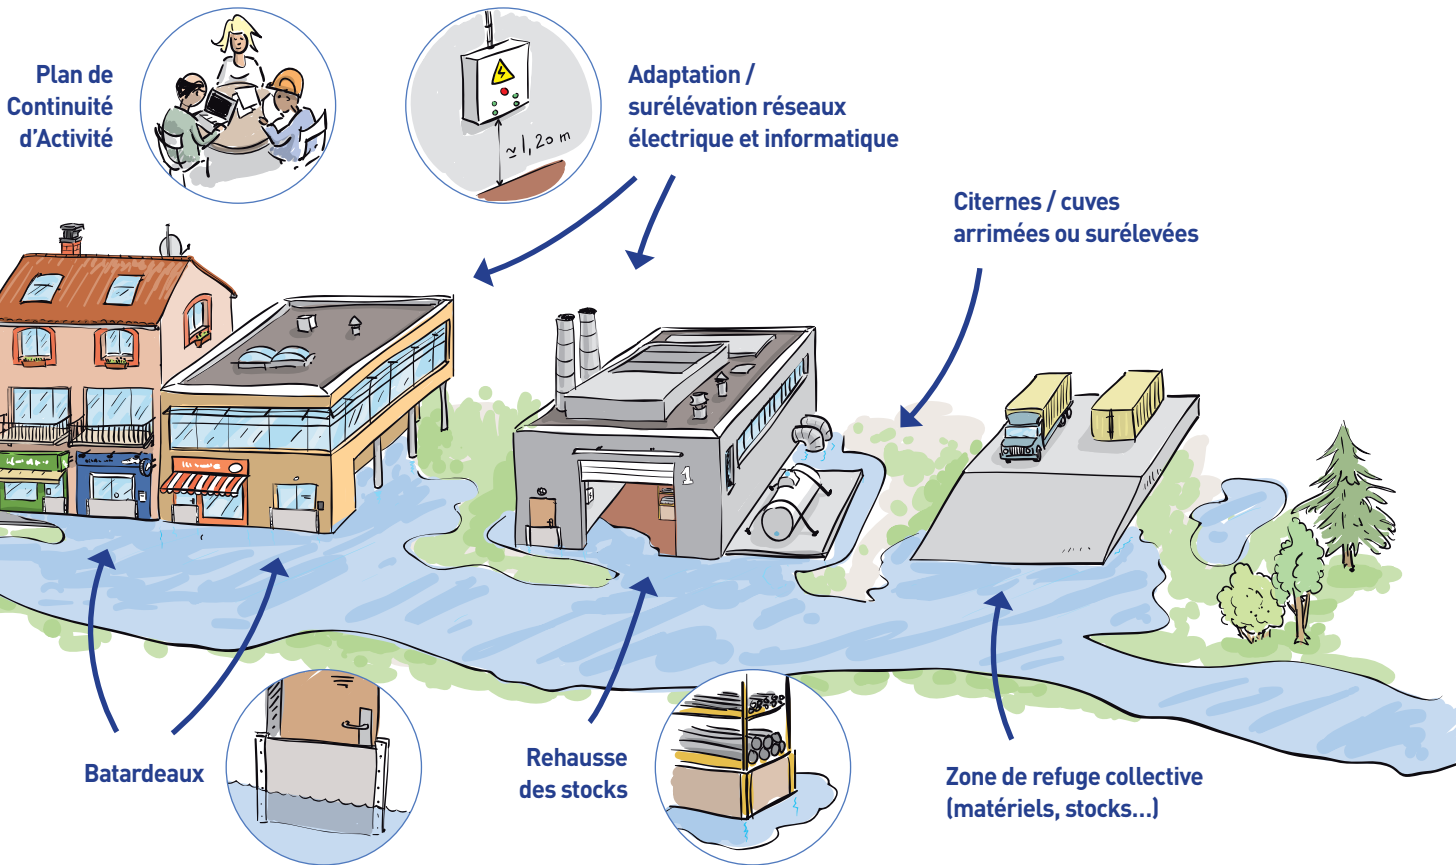 Plan de
Continuité
d'Activité
≃1,20 m
Adaptation /
surélévation réseaux
électrique et informatique
Citernes / cuves
arrimées ou surélevées
1
Batardeaux
Rehausse
des stocks
Zone de refuge collective
(matériels, stocks...)